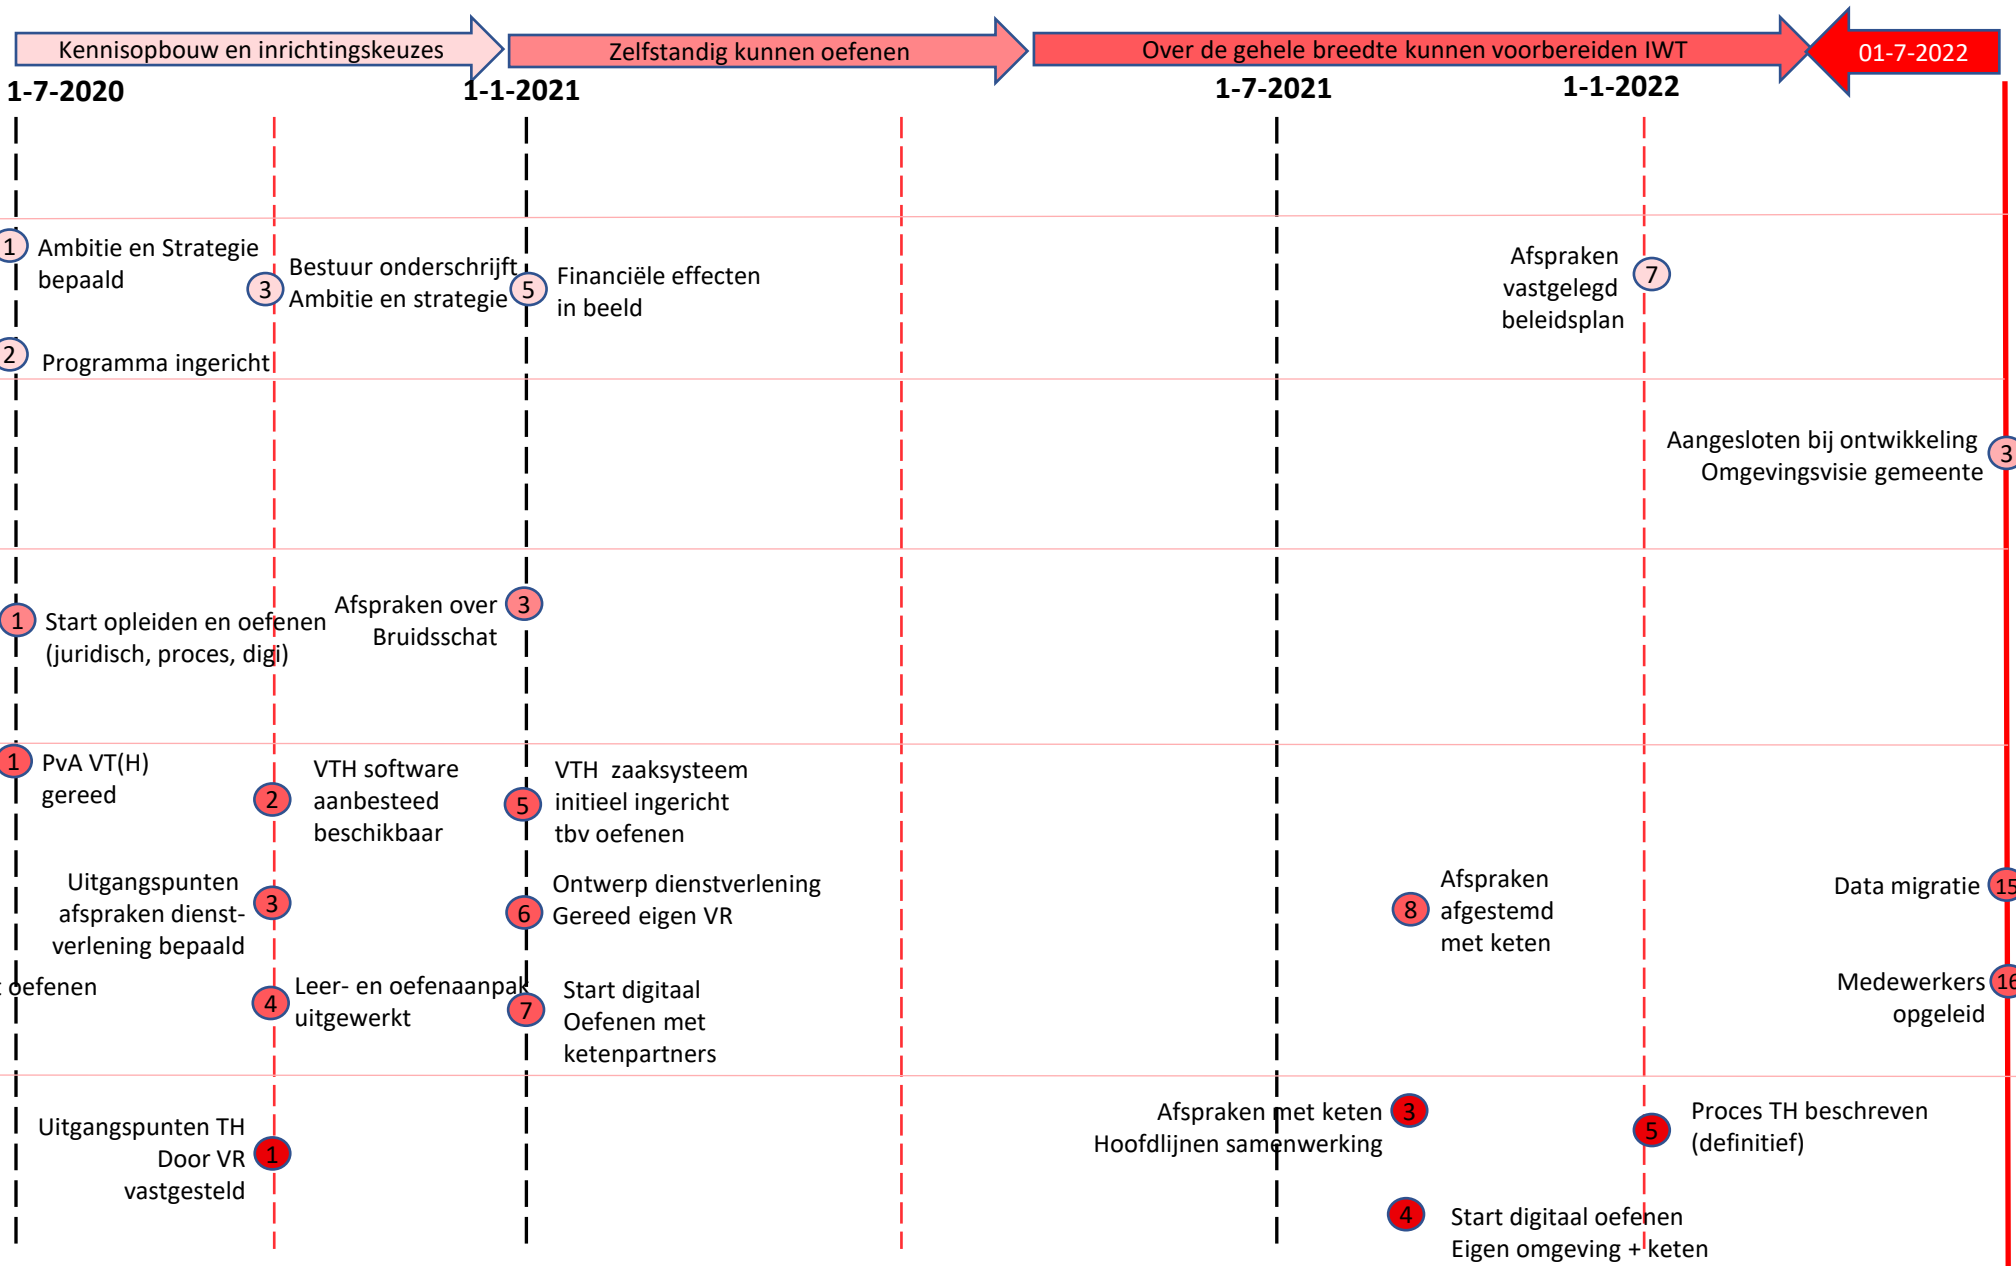 Kennisopbouw en inrichtingskeuzes
Zelfstandig kunnen oefenen
Over de gehele breedte kunnen voorbereiden IWT
01-7-2022
1-7-2020
1-1-2021
1-7-2021
1-1-2022
1
Ambitie en Strategie
bepaald
3
Bestuur onderschrijft
Ambitie en strategie
5
Financiële effecten
in beeld
Afspraken
vastgelegd
beleidsplan
7
2
Programma ingericht
Aangesloten bij ontwikkeling
Omgevingsvisie gemeente
3
1
Start opleiden en oefenen
(juridisch, proces, digi)
Afspraken over
Bruidsschat
3
1
PvA VT(H)
gereed
2
VTH software
aanbesteed
beschikbaar
5
VTH zaaksysteem
initieel ingericht
tbv oefenen
Uitgangspunten
afspraken dienst-
verlening bepaald
3
6
Ontwerp dienstverlening
Gereed eigen VR
8
Afspraken
afgestemd
met keten
Data migratie
15
t oefenen
4
Leer- en oefenaanpak
uitgewerkt
7
Start digitaal
Oefenen met
ketenpartners
Medewerkers
opgeleid
16
Uitgangspunten TH
Door VR
vastgesteld
1
Afspraken met keten
Hoofdlijnen samenwerking
3
5
Proces TH beschreven
(definitief)
4
Start digitaal oefenen
Eigen omgeving + keten